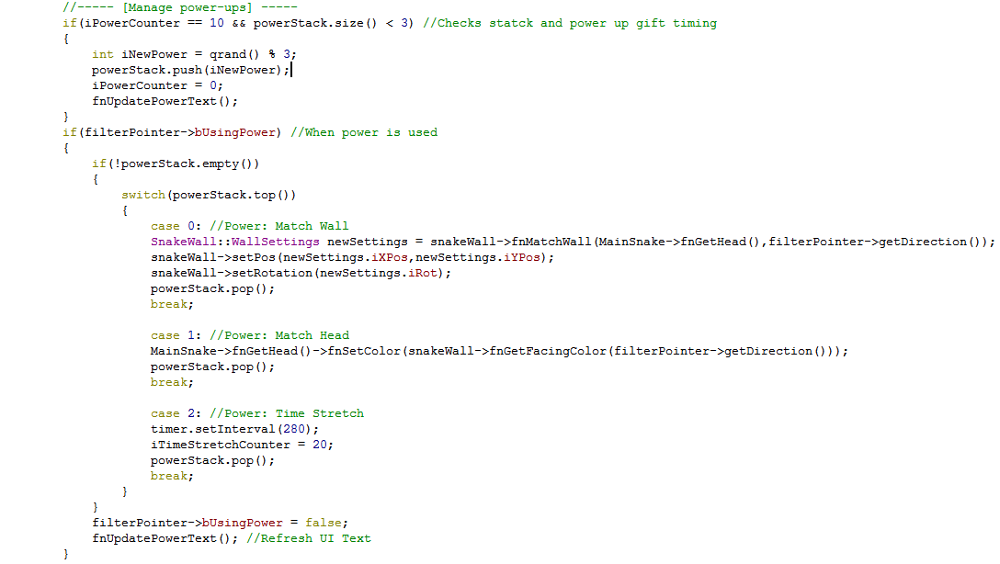 //----- [Manage power-ups] -----
if(iPowerCounter == 10 && powerStack.size() < 3) //Checks statck and power up gift timing
{
int iNewPower = qrand() % 3;
powerStack.push(iNewPower);
iPowerCounter = 0;
fnUpdatePowerText();
}
if(filterPointer->bUsingPower) //When power is used
{
if(!powerStack.empty())
{
switch(powerStack.top())
{
case 0: //Power: Match Wall
SnakeWall::WallSettings newSettings = snakeWall->fnMatchWall(MainSnake->fnGetHead(),filterPointer->getDirection());
snakeWall->setPos(newSettings.iXPos,newSettings.iYPos);
snakeWall->setRotation(newSettings.iRot);
powerStack.pop();
break;
case 1: //Power: Match Head
MainSnake->fnGetHead()->fnSetColor(snakeWall->fnGetFacingColor(filterPointer->getDirection()));
powerStack.pop();
break;
case 2: //Power: Time Stretch
timer.setInterval(280);
iTimeStretchCounter = 20;
powerStack.pop();
break;
}
}
filterPointer->bUsingPower = false;
fnUpdatePowerText(); //Refresh UI Text
}